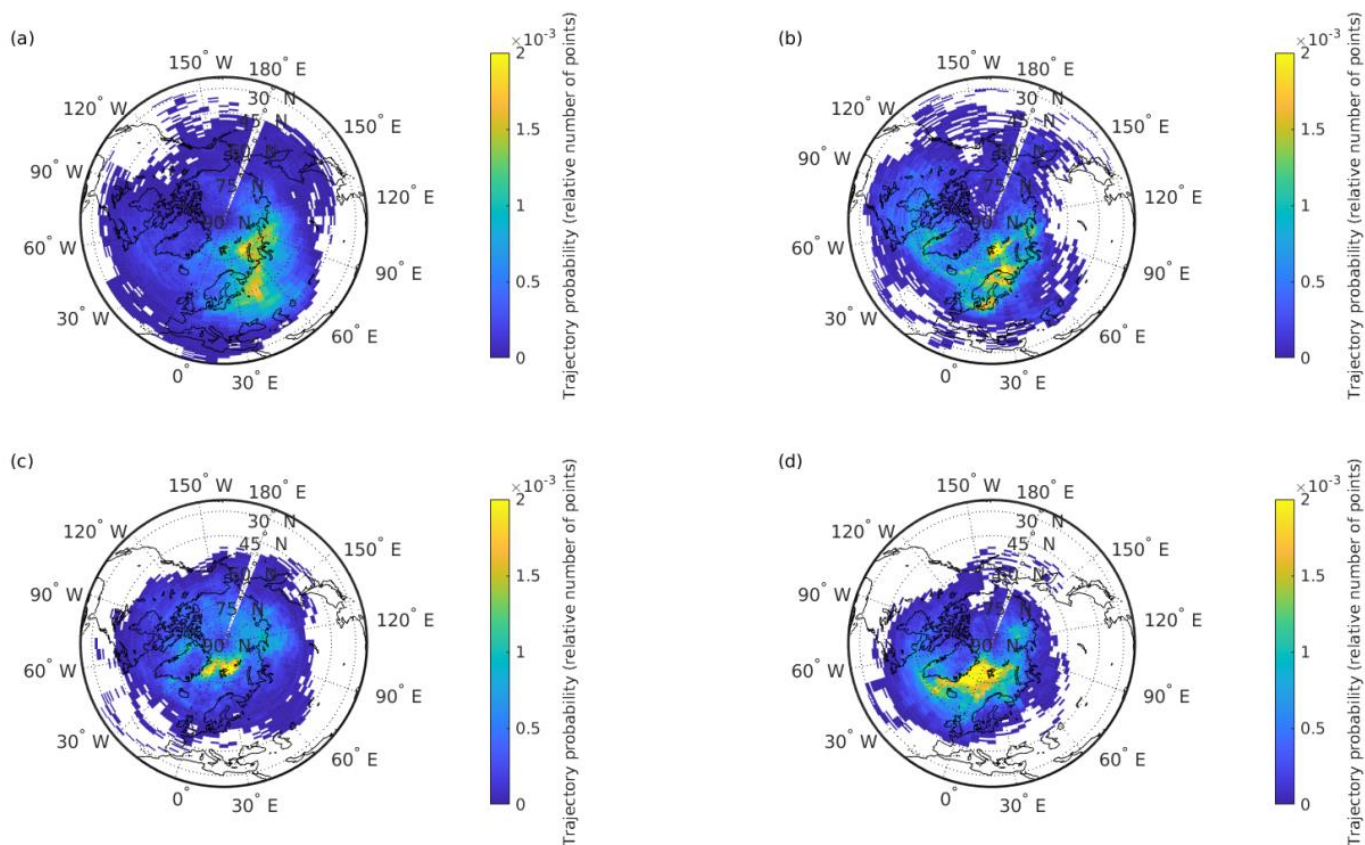 (a)
150° W
180° E
120° W
30° N
45° N
150° E
90° W
75° N
120° E
90° N
60° W
90° E
30° W
60° E
0°
30° E
×10-3
2
1.5
1
0.5
0
Trajectory probability (relative number of points)
(b)
150° W
180° E
120° W
30° N
45° N
150° E
90° W
75° N
120° E
90° N
60° W
90° E
30° W
60° E
0°
30° E
×10-3
2
1.5
1
0.5
0
Trajectory probability (relative number of points)
(c)
150° W
180° E
120° W
30° N
45° N
150° E
60° N
90° W
75° N
120° E
90° N
60° W
90° E
30° W
60° E
0°
30° E
×10-3
2
1.5
1
0.5
0
Trajectory probability (relative number of points)
(d)
150° W
180° E
120° W
30° N
45° N
150° E
60° N
90° W
75° N
120° E
90° N
60° W
90° E
30° W
60° E
0°
30° E
×10-3
2
1.5
1
0.5
0
Trajectory probability (relative number of points)